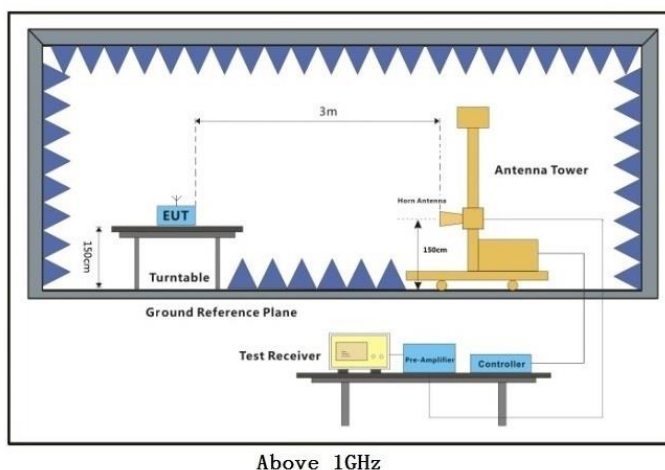 3m
Horn Antenna
Antenna Tower
EUT
150cm
150cm
Turntable
Ground Reference Plane
Test Receiver
Pre-Amplifier
Controller
Above 1GHz